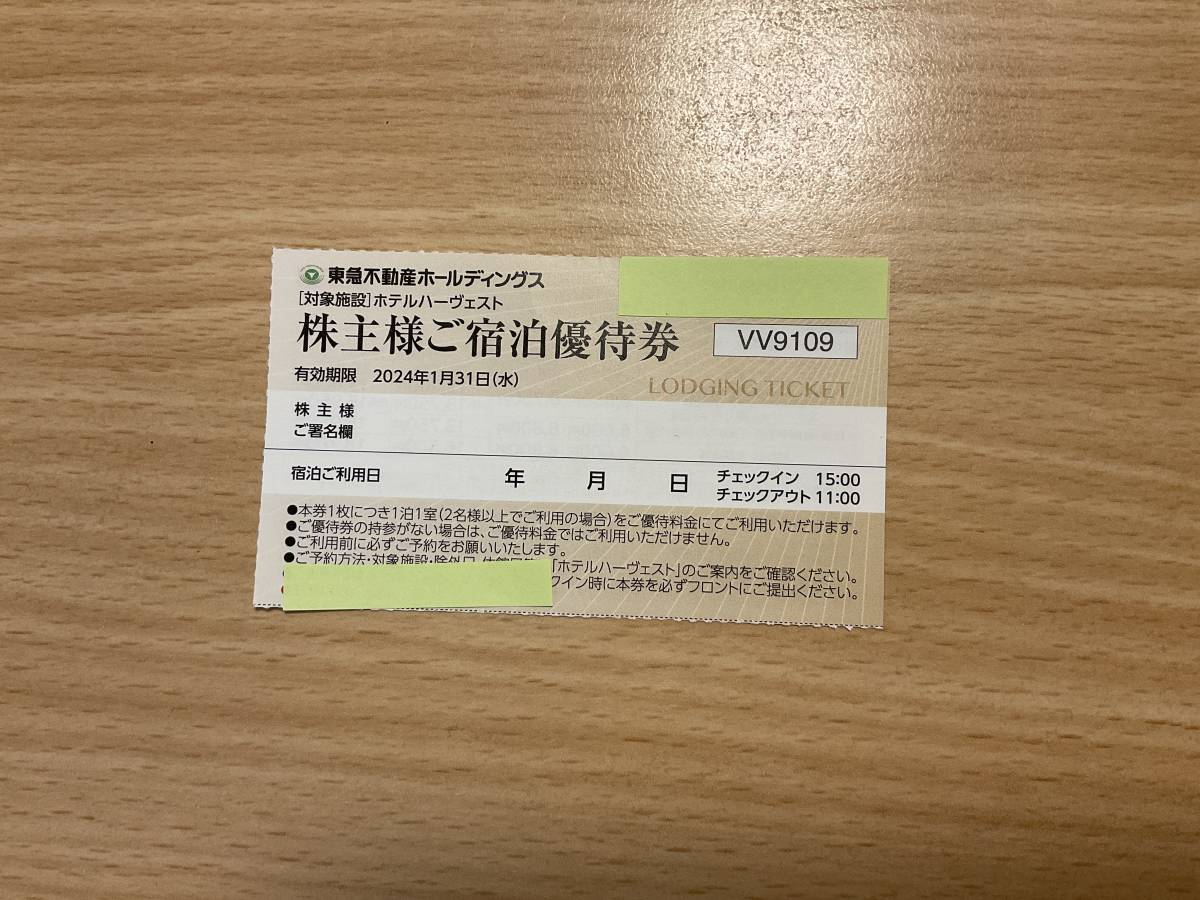 東急不動産ホールディングス
[対象施設]ホテルハーヴェスト
株主様ご宿泊優待券
VV9109
有効期限 2024年1月31日(水)
LODGING TICKET
株主様
ご署名欄
宿泊ご利用日 年 月 日
チェックイン 15:00
チェックアウト 11:00
●本券1枚につき1泊1室(2名様以上でご利用の場合)をご優待料金にてご利用いただけます。
●ご優待券の持参がない場合は、ご優待料金ではご利用いただけません。
●ご利用前に必ずご予約をお願いいたします。
●ご予約方法・対象施設・除外日「ホテルハーヴェスト」のご案内をご確認ください。
クイン時に本券を必ずフロントにご提出ください。